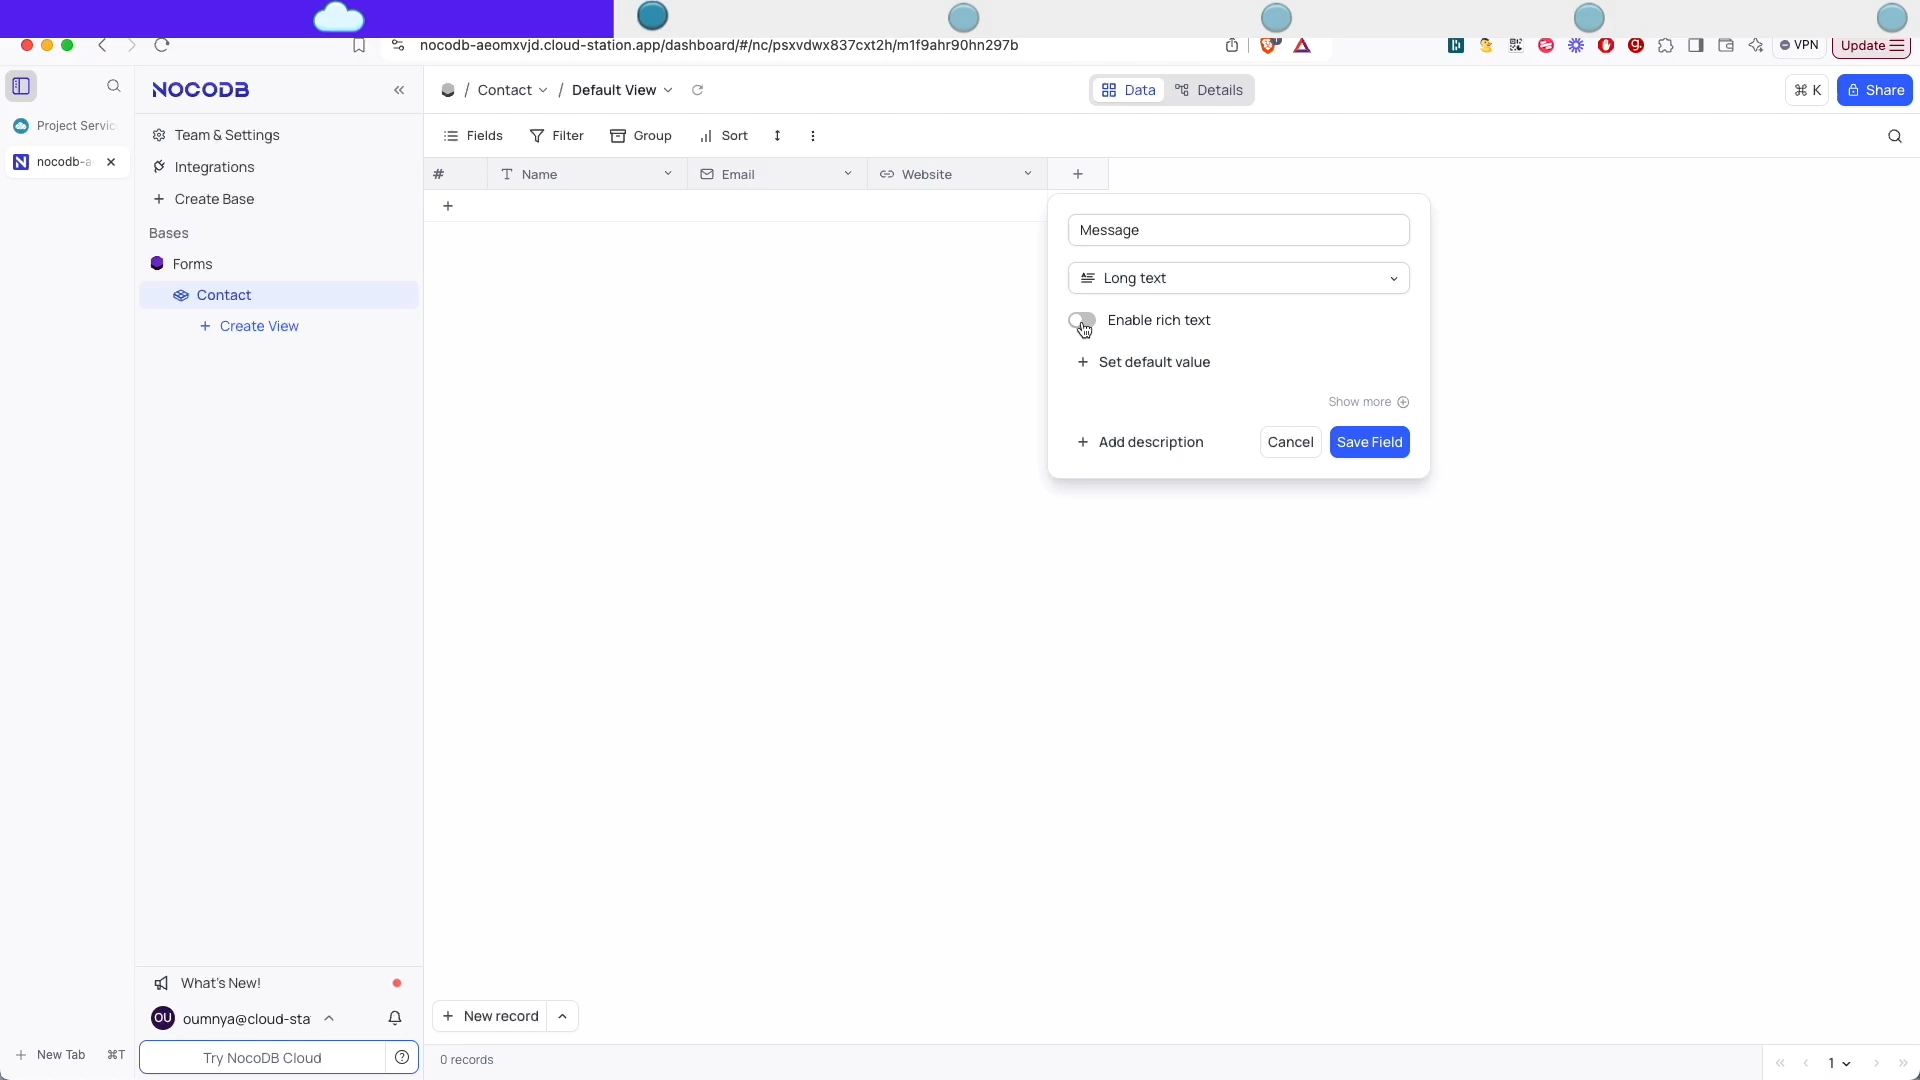 nocodb-aeomxvjd.cloud-station.app/dashboard/#/nc/psxvdwx837cxt2h/m1f9ahr90hn297b
VPN
Update
NOCODB
/ Contact / Default View
Data
Details
⌘ K
Share
Project Servic
nocodb-a
Team & Settings
Integrations
Create Base
Bases
Forms
Contact
Create View
Fields
Filter
Group
Sort
# Name Email Website
Message
Long text
Enable rich text
Set default value
Show more
Add description
Cancel
Save Field
What's New!
OU oumnya@cloud-sta
New Tab ⌘T
Try NocoDB Cloud
New record
0 records
1